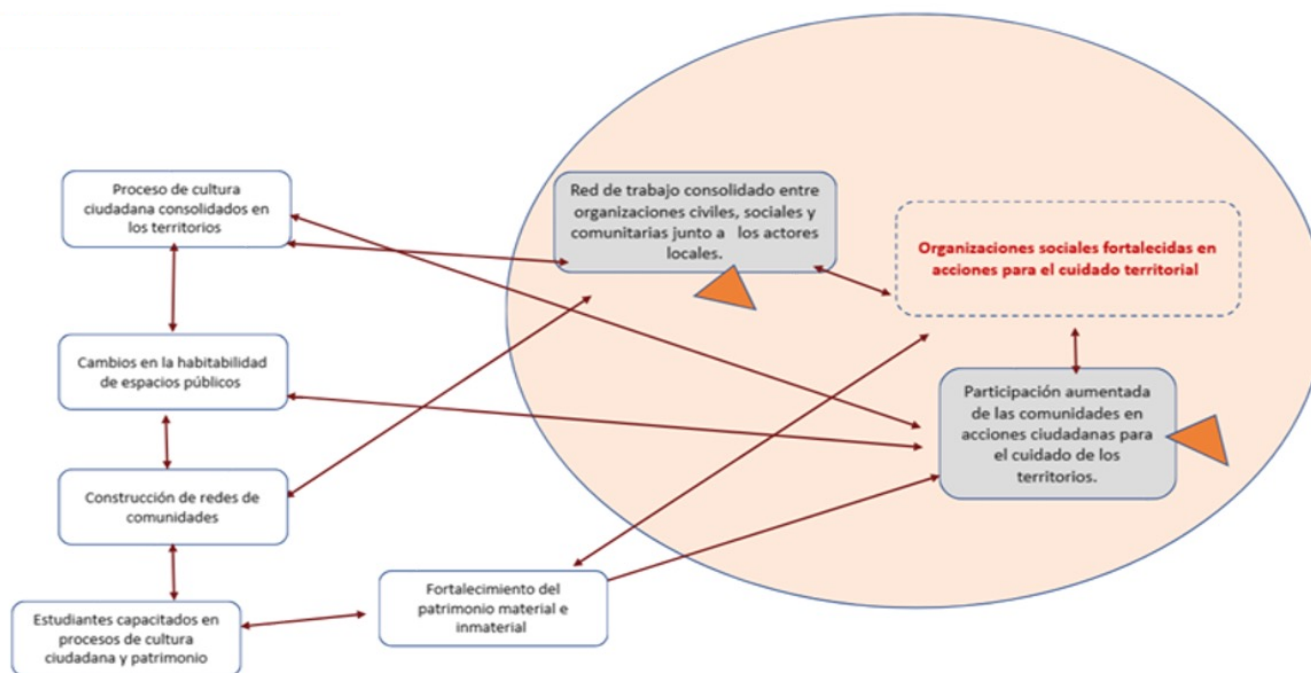 Proceso de cultura
ciudadana consolidados en
los territorios
Red de trabajo consolidado entre
organizaciones civiles, sociales y
comunitarias junto a los actores
locales.
Organizaciones sociales fortalecidas en
acciones para el cuidado territorial
Cambios en la habitabilidad
de espacios públicos
Participación aumentada
de las comunidades en
acciones ciudadanas para
el cuidado de los
territorios.
Construcción de redes de
comunidades
Fortalecimiento del
patrimonio material e
inmaterial
Estudiantes capacitados en
procesos de cultura
ciudadana y patrimonio